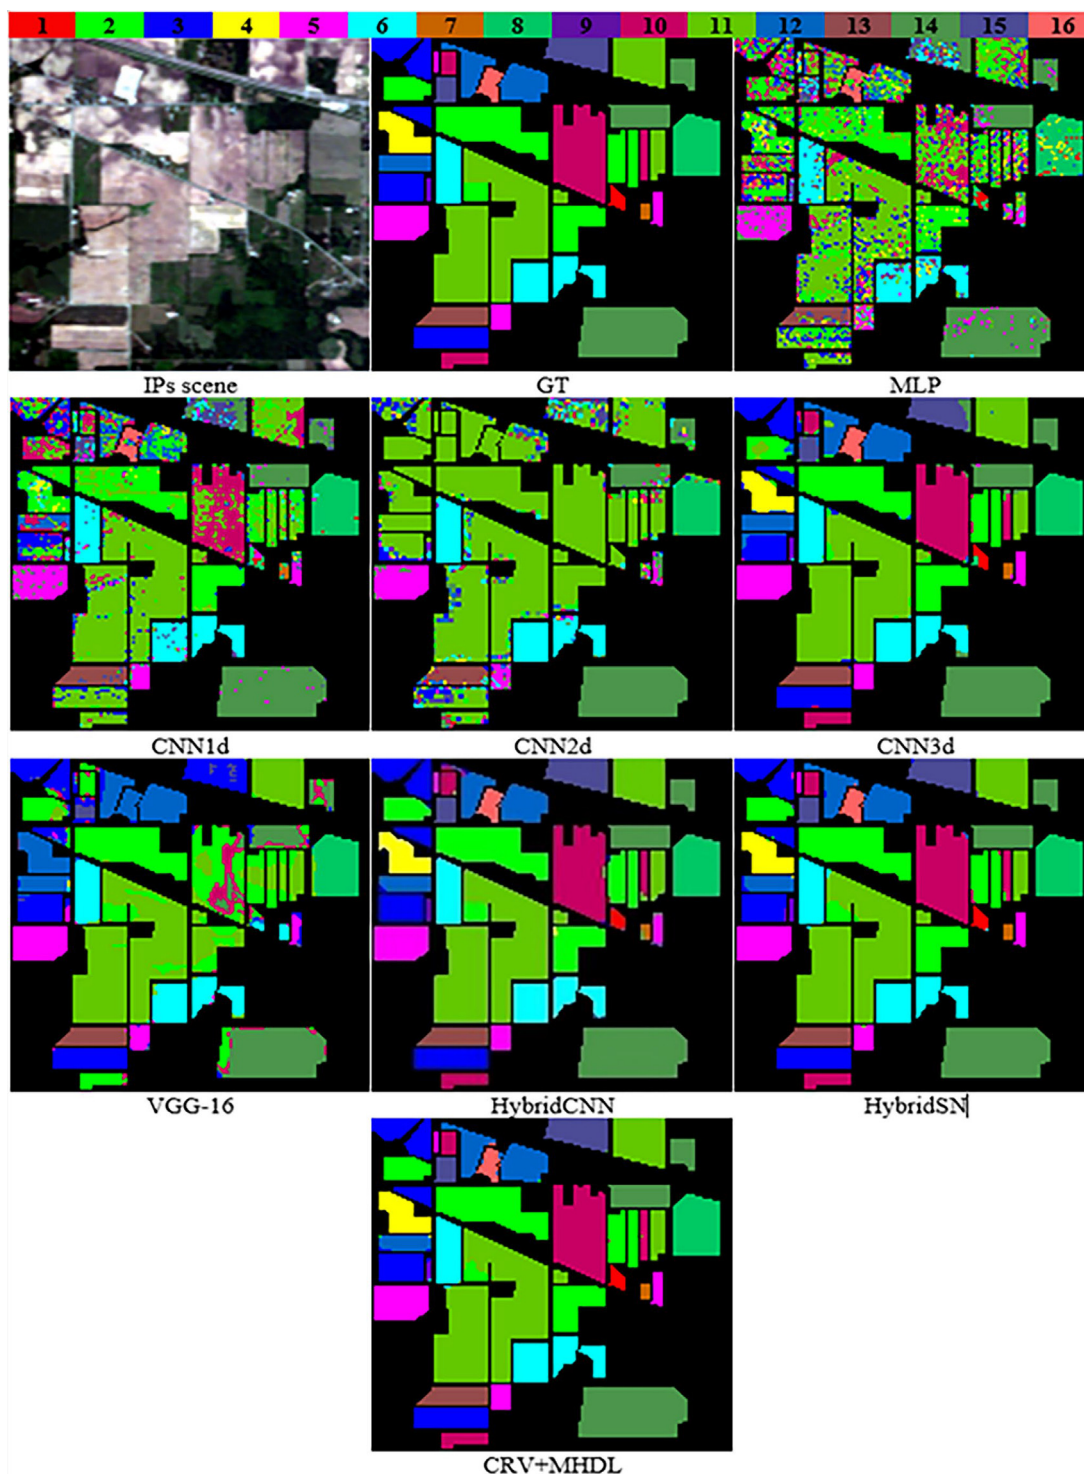 1 2 3 4 5 6 7 8 9 10 11 12 13 14 15 16
IPs scene GT MLP
CNN1d CNN2d CNN3d
VGG-16 HybridCNN HybridSN
CRV+MHDL